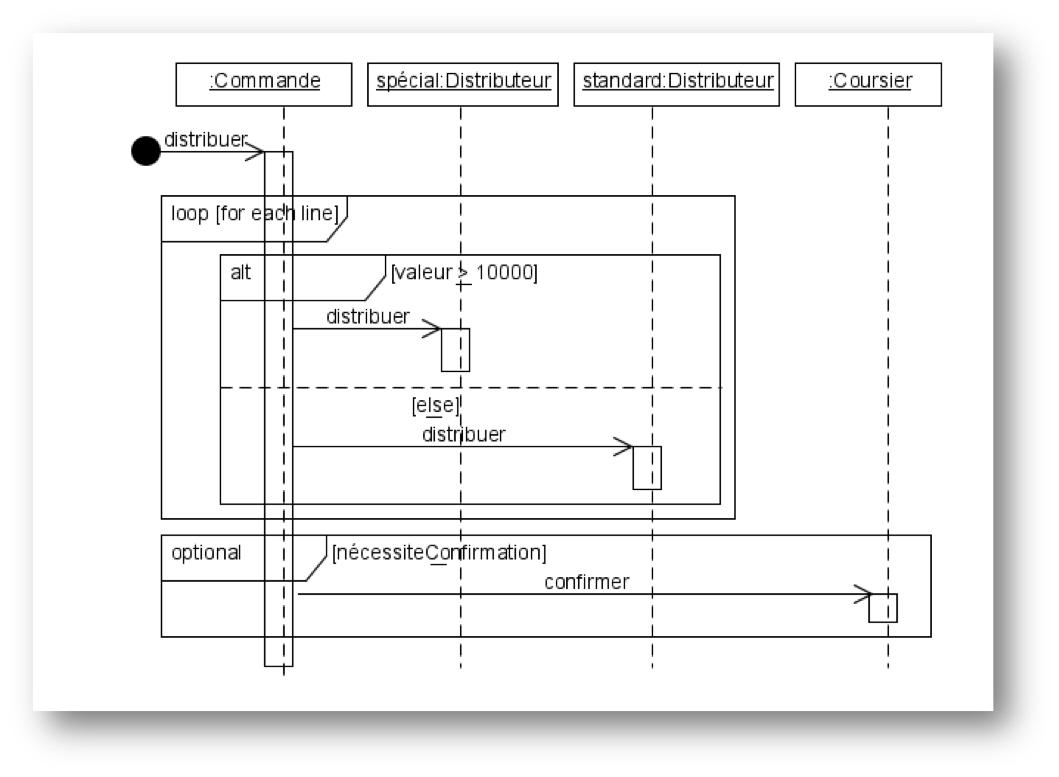 :Commande
spécial:Distributeur
standard:Distributeur
:Coursier
distribuer
loop [for each line]
alt
[valeur > 10000]
distribuer
[else]
distribuer
optional
[nécessiteConfirmation]
confirmer